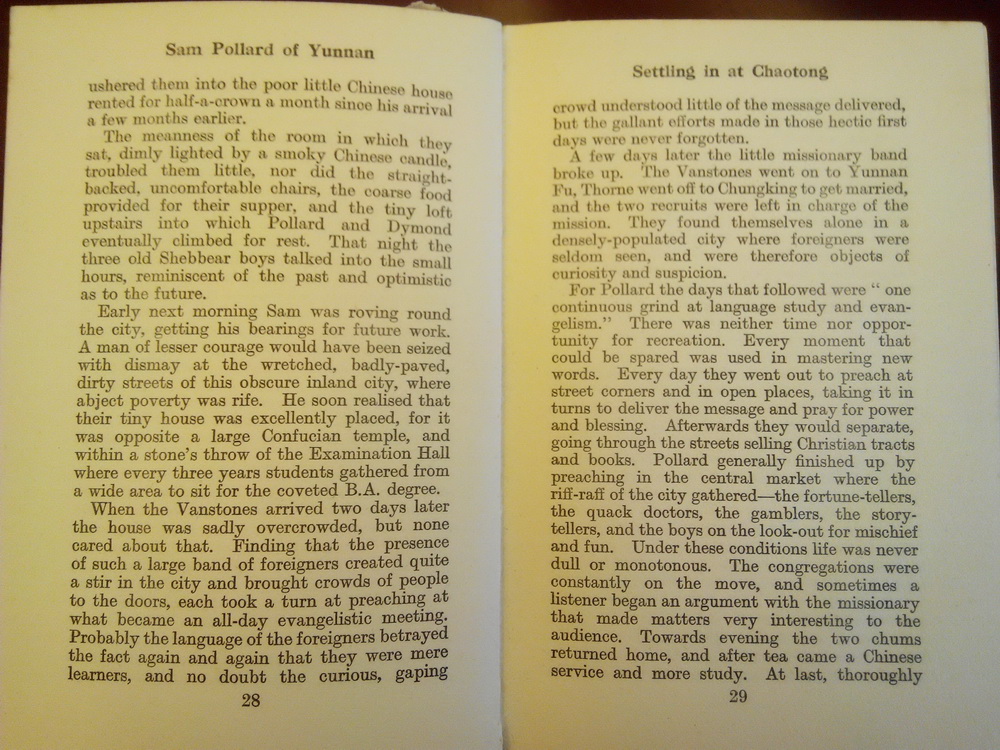 Sam Pollard of Yunnan
ushered them into the poor little Chinese house
rented for half-a-crown a month since his arrival
a few months earlier.
The meanness of the room in which they
sat, dimly lighted by a smoky Chinese candle,
troubled them little, nor did the straight-
backed, uncomfortable chairs, the coarse food
provided for their supper, and the tiny loft
upstairs into which Pollard and Dymond
eventually climbed for rest. That night the
three old Shebbear boys talked into the small
hours, reminiscent of the past and optimistic
as to the future.
Early next morning Sam was roving round
the city, getting his bearings for future work.
A man of lesser courage would have been seized
with dismay at the wretched, badly-paved,
dirty streets of this obscure inland city, where
abject poverty was rife. He soon realised that
their tiny house was excellently placed, for it
was opposite a large Confucian temple, and
within a stone's throw of the Examination Hall
where every three years students gathered from
a wide area to sit for the coveted B.A. degree.
When the Vanstones arrived two days later
the house was sadly overcrowded, but none
cared about that. Finding that the presence
of such a large band of foreigners created quite
a stir in the city and brought crowds of people
to the doors, each took a turn at preaching at
what became an all-day evangelistic meeting.
Probably the language of the foreigners betrayed
the fact again and again that they were mere
learners, and no doubt the curious, gaping
28
Settling in at Chaotong
crowd understood little of the message delivered,
but the gallant efforts made in those hectic first
days were never forgotten.
A few days later the little missionary band
broke up. The Vanstones went on to Yunnan
Fu, Thorne went off to Chungking to get married,
and the two recruits were left in charge of the
mission. They found themselves alone in a
densely-populated city where foreigners were
seldom seen, and were therefore objects of
curiosity and suspicion.
For Pollard the days that followed were “ one
continuous grind at language study and evan-
gelism.” There was neither time nor oppor-
tunity for recreation. Every moment that
could be spared was used in mastering new
words. Every day they went out to preach at
street corners and in open places, taking it in
turns to deliver the message and pray for power
and blessing. Afterwards they would separate,
going through the streets selling Christian tracts
and books. Pollard generally finished up by
preaching in the central market where the
riff-raff of the city gathered—the fortune-tellers,
the quack doctors, the gamblers, the story-
tellers, and the boys on the look-out for mischief
and fun. Under these conditions life was never
dull or monotonous. The congregations were
constantly on the move, and sometimes a
listener began an argument with the missionary
that made matters very interesting to the
audience. Towards evening the two chums
returned home, and after tea came a Chinese
service and more study. At last, thoroughly
29